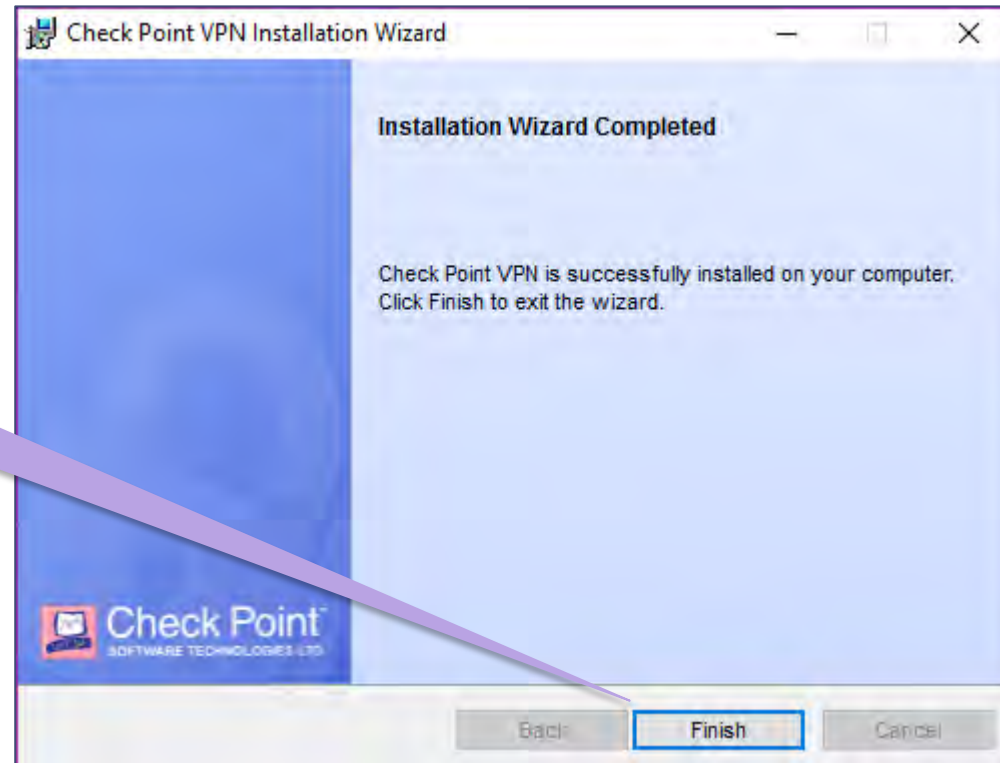 Check Point VPN Installation Wizard
Installation Wizard Completed
Check Point VPN is successfully installed on your computer.
Click Finish to exit the wizard.
Check Point™
SOFTWARE TECHNOLOGIES LTD.
Back Finish Cancel